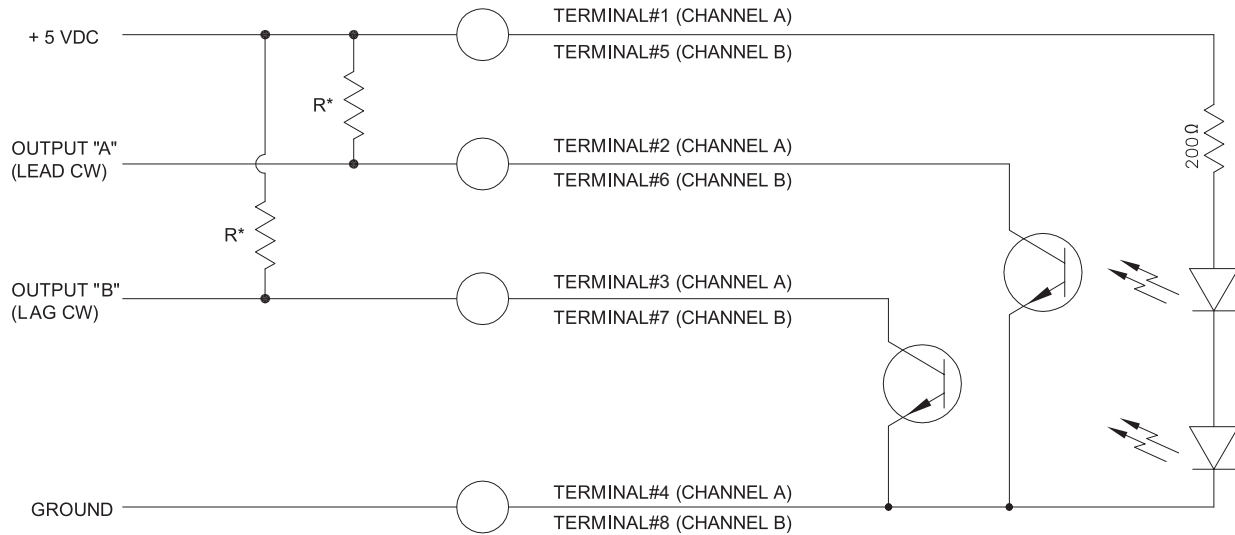 + 5 VDC
TERMINAL#1 (CHANNEL A)
TERMINAL#5 (CHANNEL B)
R*
200Ω
OUTPUT "A"
(LEAD CW)
TERMINAL#2 (CHANNEL A)
TERMINAL#6 (CHANNEL B)
R*
OUTPUT "B"
(LAG CW)
TERMINAL#3 (CHANNEL A)
TERMINAL#7 (CHANNEL B)
GROUND
TERMINAL#4 (CHANNEL A)
TERMINAL#8 (CHANNEL B)